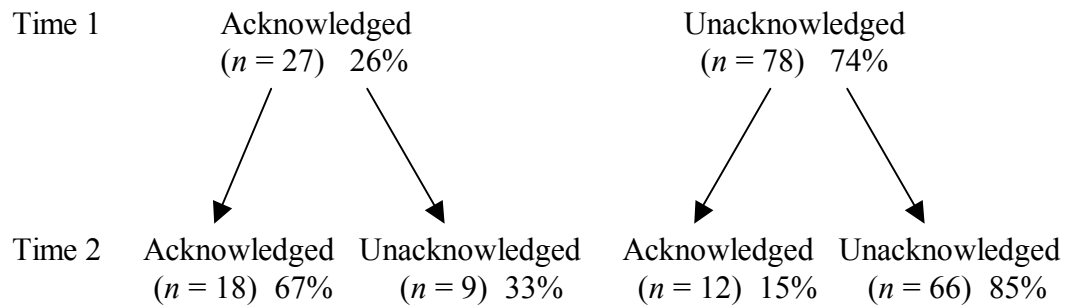 Time 1 Acknowledged Unacknowledged
(n = 27) 26% (n = 78) 74%
Time 2 Acknowledged Unacknowledged Acknowledged Unacknowledged
(n = 18) 67% (n = 9) 33% (n = 12) 15% (n = 66) 85%